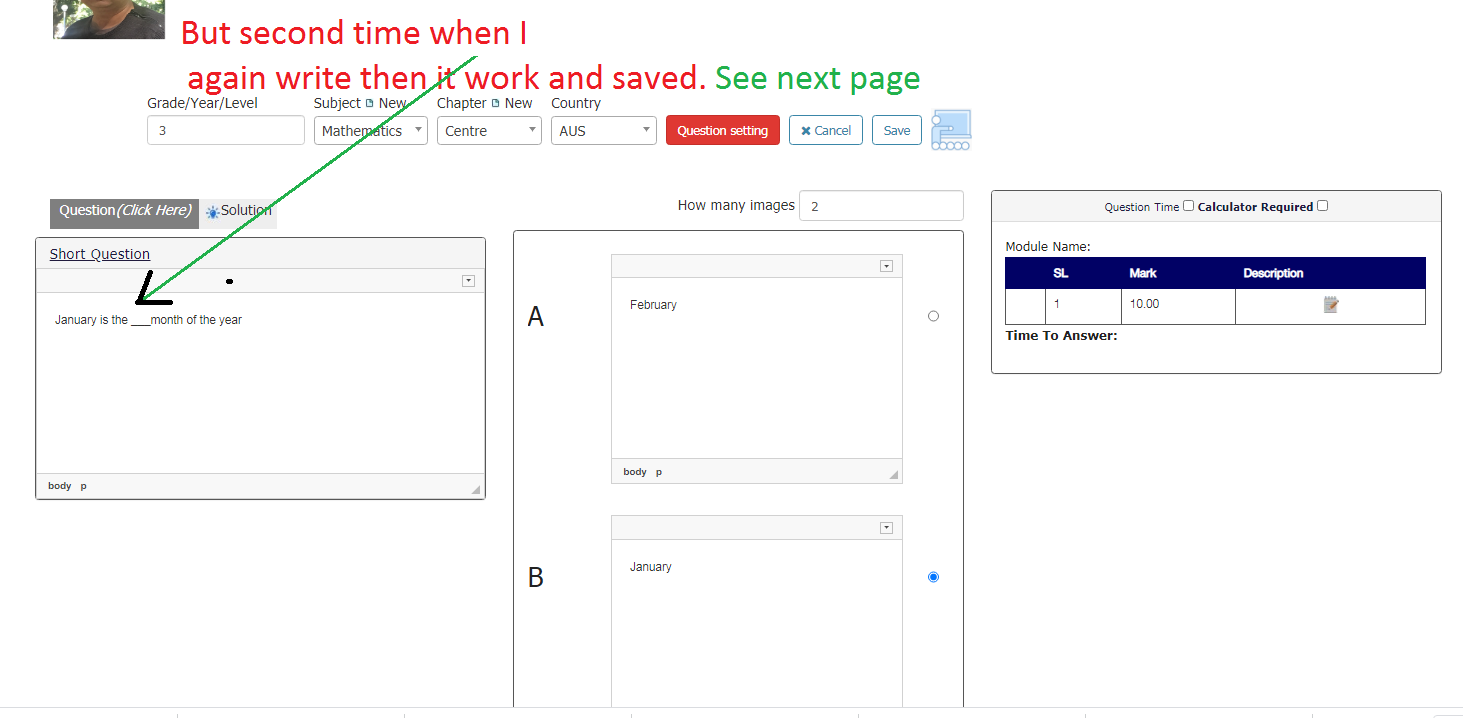 But second time when I
again write then it work and saved. See next page
Grade/Year/Level Subject New Chapter New Country
3 Mathematics Centre AUS Question setting Cancel Save
Question(Click Here) Solution
How many images 2
Question Time Calculator Required
Short Question
Module Name:
SL Mark Description
1 10.00
Time To Answer:
January is the ___month of the year
body p
A
February
body p
B
January